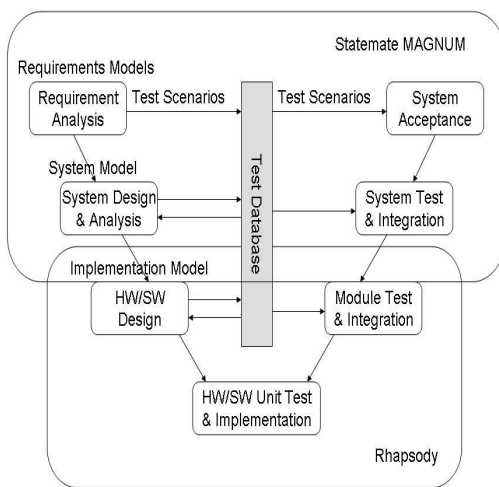 Statemate MAGNUM
Requirements Models
Requirement
Analysis
Test Scenarios
Test Scenarios
System
Acceptance
System Model
System Design
& Analysis
Test Database
System Test
& Integration
Implementation Model
HW/SW
Design
Module Test
& Integration
HW/SW Unit Test
& Implementation
Rhapsody